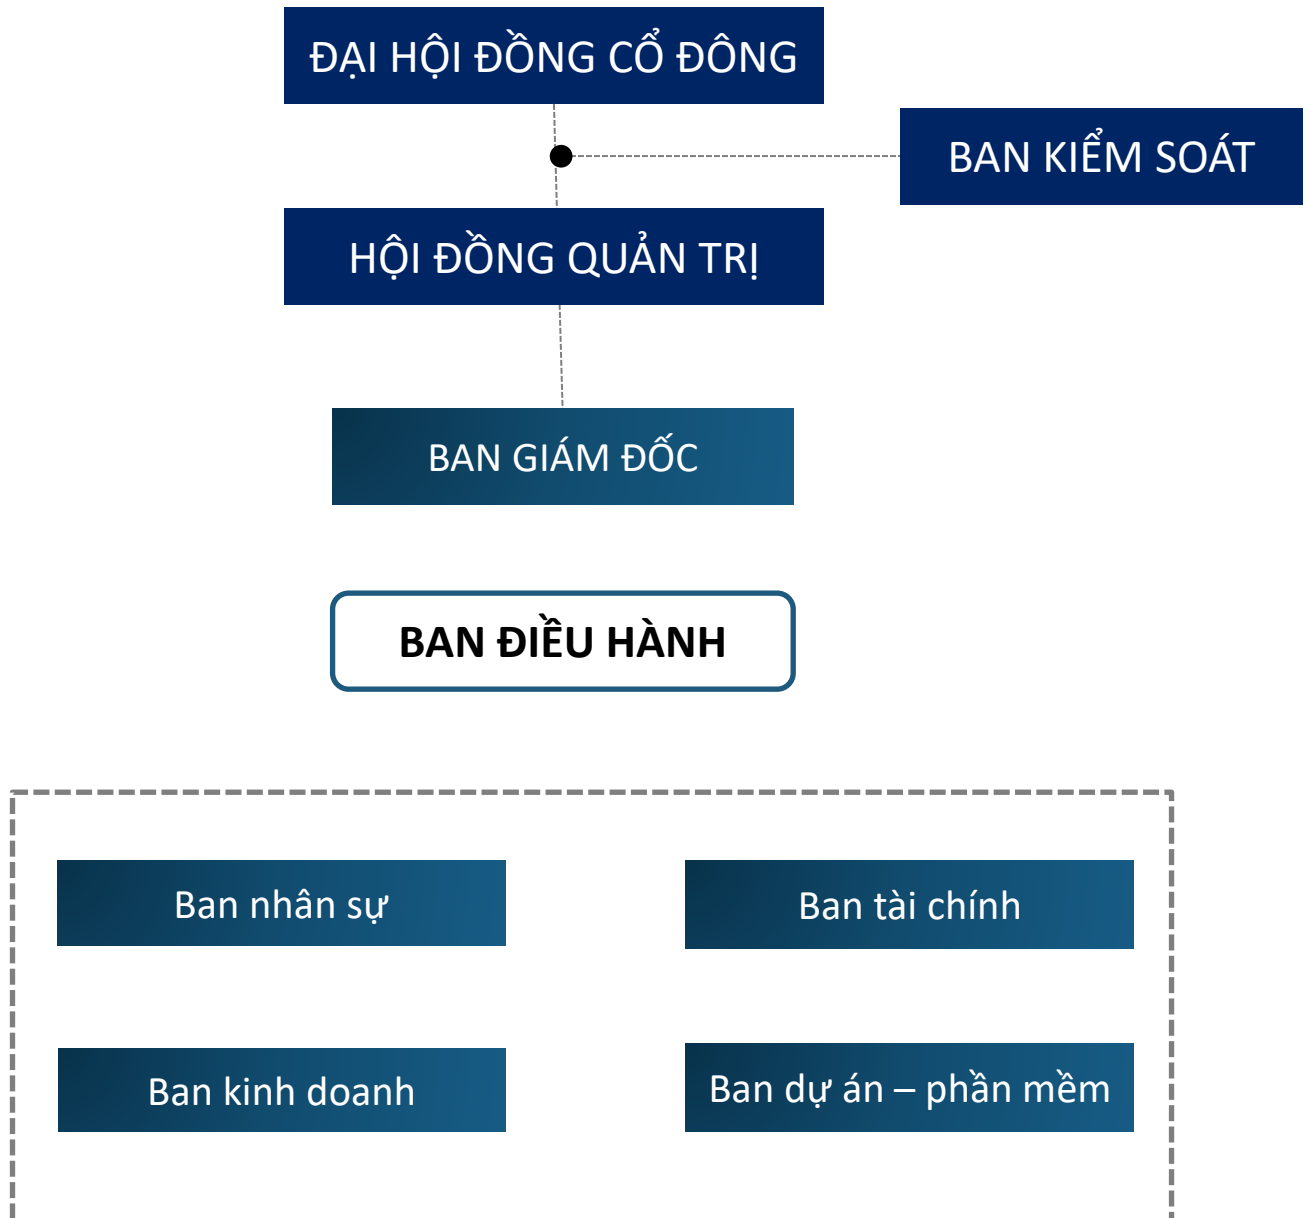 ĐẠI HỘI ĐỒNG CỔ ĐÔNG
BAN KIỂM SOÁT
HỘI ĐỒNG QUẢN TRỊ
BAN GIÁM ĐỐC
BAN ĐIỀU HÀNH
Ban nhân sự
Ban tài chính
Ban kinh doanh
Ban dự án – phần mềm